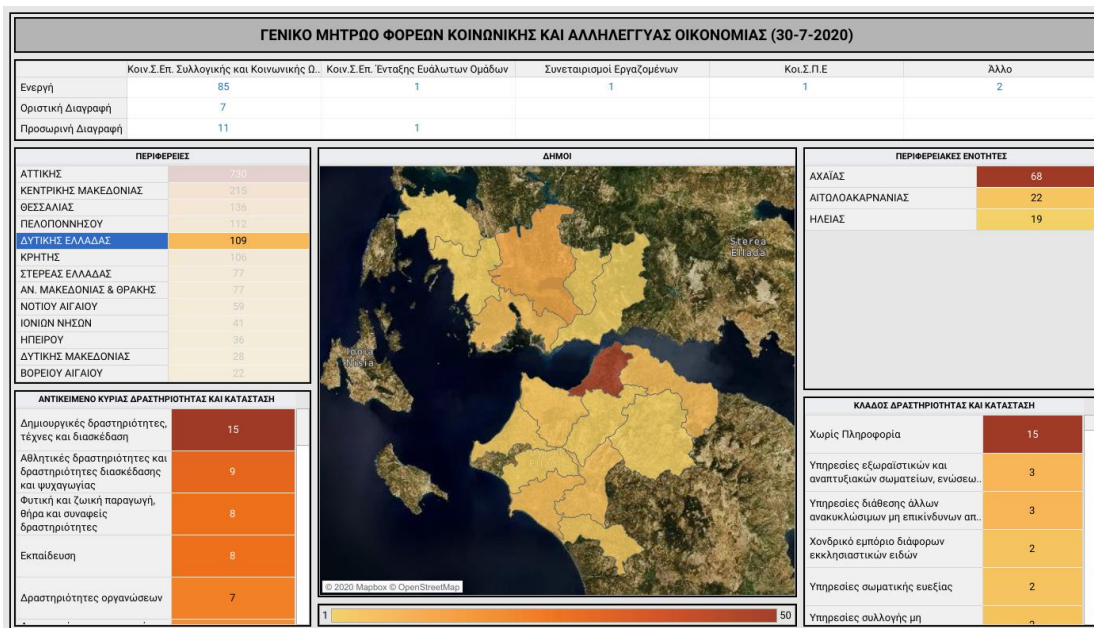 ΓΕΝΙΚΟ ΜΗΤΡΩΟ ΦΟΡΕΩΝ ΚΟΙΝΩΝΙΚΗΣ ΚΑΙ ΑΛΛΗΛΕΓΓΥΑΣ ΟΙΚΟΝΟΜΙΑΣ (30-7-2020)
Κοιν.Σ.Επ. Συλλογικής και Κοινωνικής Ω.. Κοιν.Σ.Επ. Ένταξης Ευάλωτων Ομάδων Συνεταιρισμοί Εργαζομένων Κοι.Σ.Π.Ε Άλλο
Ενεργή 85 1 1 1 2
Οριστική Διαγραφή 7
Προσωρινή Διαγραφή 11 1
ΠΕΡΙΦΕΡΕΙΕΣ
ΑΤΤΙΚΗΣ 730
ΚΕΝΤΡΙΚΗΣ ΜΑΚΕΔΟΝΙΑΣ 215
ΘΕΣΣΑΛΙΑΣ 136
ΠΕΛΟΠΟΝΝΗΣΟΥ 112
ΔΥΤΙΚΗΣ ΕΛΛΑΔΑΣ 109
ΚΡΗΤΗΣ 106
ΣΤΕΡΕΑΣ ΕΛΛΑΔΑΣ 77
ΑΝ. ΜΑΚΕΔΟΝΙΑΣ & ΘΡΑΚΗΣ 77
ΝΟΤΙΟΥ ΑΙΓΑΙΟΥ 59
ΙΟΝΙΩΝ ΝΗΣΩΝ 41
ΗΠΕΙΡΟΥ 36
ΔΥΤΙΚΗΣ ΜΑΚΕΔΟΝΙΑΣ 28
ΒΟΡΕΙΟΥ ΑΙΓΑΙΟΥ 22
ΔΗΜΟΙ
Sterea
Ellada
Ionia
Nisia
© 2020 Mapbox © OpenStreetMap
1 50
ΠΕΡΙΦΕΡΕΙΑΚΕΣ ΕΝΟΤΗΤΕΣ
ΑΧΑΪΑΣ 68
ΑΙΤΩΛΟΑΚΑΡΝΑΝΙΑΣ 22
ΗΛΕΙΑΣ 19
ΑΝΤΙΚΕΙΜΕΝΟ ΚΥΡΙΑΣ ΔΡΑΣΤΗΡΙΟΤΗΤΑΣ ΚΑΙ ΚΑΤΑΣΤΑΣΗ
Δημιουργικές δραστηριότητες,
τέχνες και διασκέδαση 15
Αθλητικές δραστηριότητες και
δραστηριότητες διασκέδασης 9
και ψυχαγωγίας
Φυτική και ζωική παραγωγή,
θήρα και συναφείς 8
δραστηριότητες
Εκπαίδευση 8
Δραστηριότητες οργανώσεων 7
ΚΛΑΔΟΣ ΔΡΑΣΤΗΡΙΟΤΗΤΑΣ ΚΑΙ ΚΑΤΑΣΤΑΣΗ
Χωρίς Πληροφορία 15
Υπηρεσίες εξωραϊστικών και
αναπτυξιακών σωματείων, ενώσεω.. 3
Υπηρεσίες διάθεσης άλλων
ανακυκλώσιμων μη επικίνδυνων απ.. 3
Χονδρικό εμπόριο διάφορων
εκκλησιαστικών ειδών 2
Υπηρεσίες σωματικής ευεξίας 2
Υπηρεσίες συλλογής μη